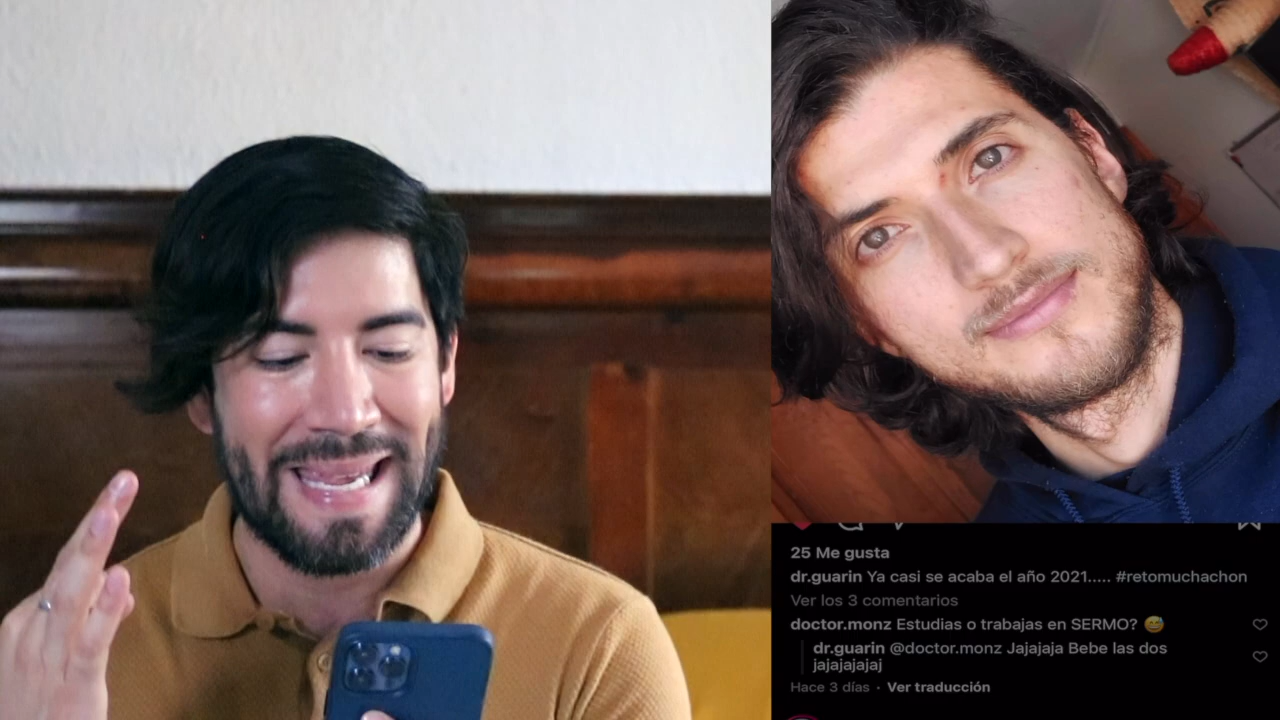 25 Me gusta
dr.guarin Ya casi se acaba el año 2021..... #retomuchachon
Ver los 3 comentarios
doctor.monz Estudias o trabajas en SERMO? 😅
dr.guarin @doctor.monz Jajajaja Bebe las dos
jajajajajaj
Hace 3 días · Ver traducción